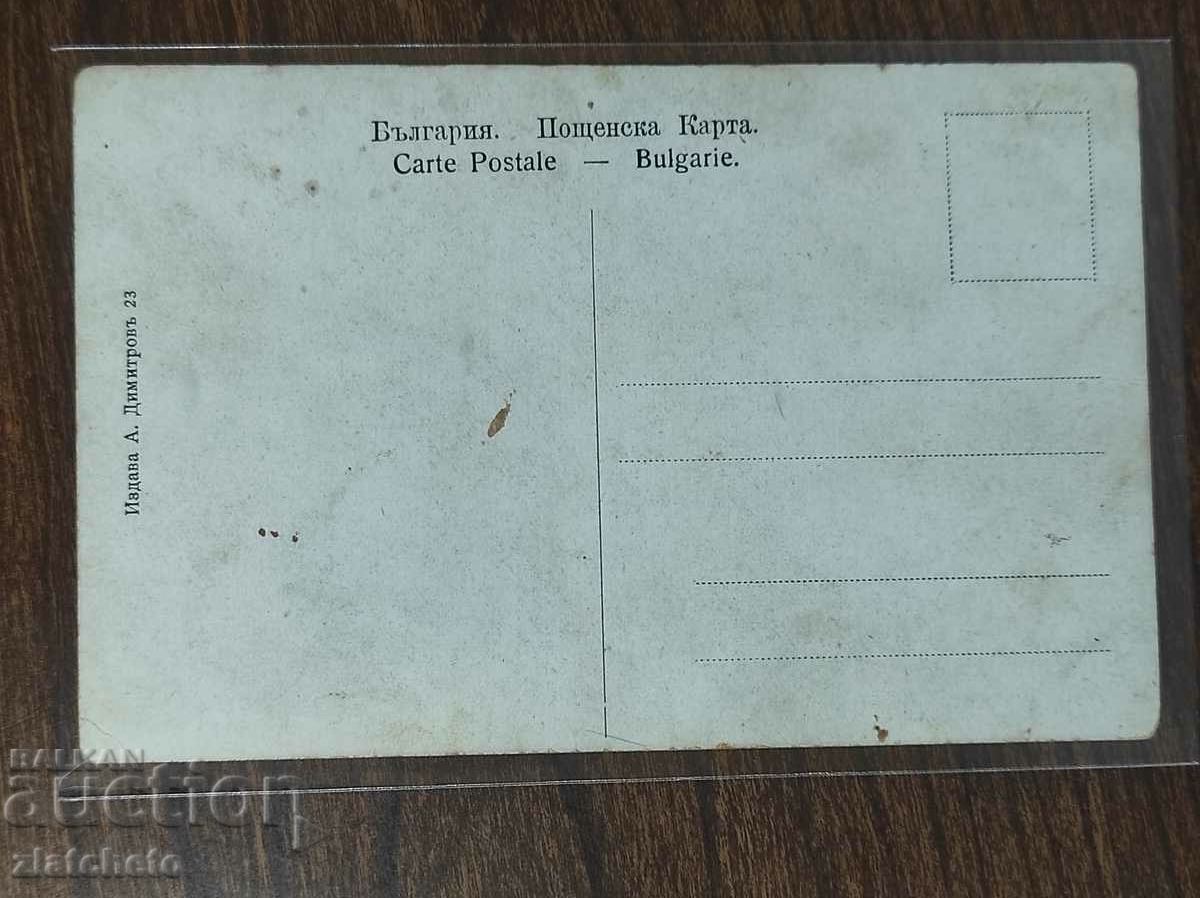 България. Пощенска Карта.
Carte Postale — Bulgarie.
Издава А. Димитровъ 23
BALKAN
auction
zlatcheto